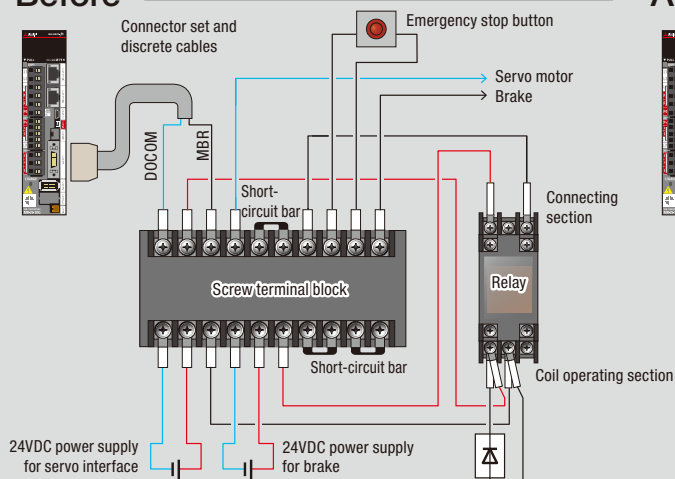 Before
A
Connector set and
discrete cables
Emergency stop button
Servo motor
Brake
DOCOM
MBR
Short-
circuit bar
Connecting
section
Screw terminal block
Relay
Short-circuit bar
Coil operating section
24VDC power supply
for servo interface
24VDC power supply
for brake